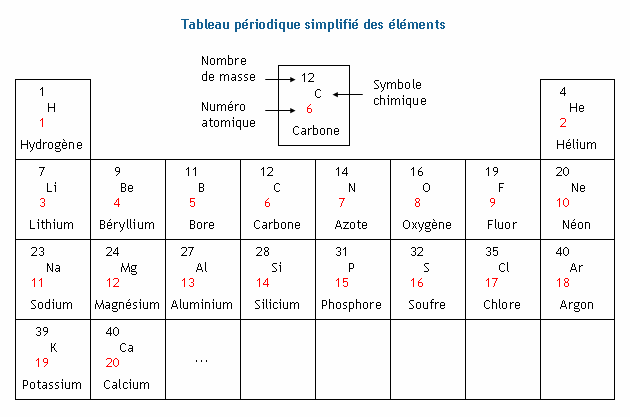 Tableau périodique simplifié des éléments
Nombre
de masse
12
C
6
Carbone
Symbole
chimique
Numéro
atomique
1
H
1
Hydrogène
4
He
2
Hélium
7
Li
3
Lithium
9
Be
4
Béryllium
11
B
5
Bore
12
C
6
Carbone
14
N
7
Azote
16
O
8
Oxygène
19
F
9
Fluor
20
Ne
10
Néon
23
Na
11
Sodium
24
Mg
12
Magnésium
27
Al
13
Aluminium
28
Si
14
Silicium
31
P
15
Phosphore
32
S
16
Soufre
35
Cl
17
Chlore
40
Ar
18
Argon
39
K
19
Potassium
40
Ca
20
Calcium
...